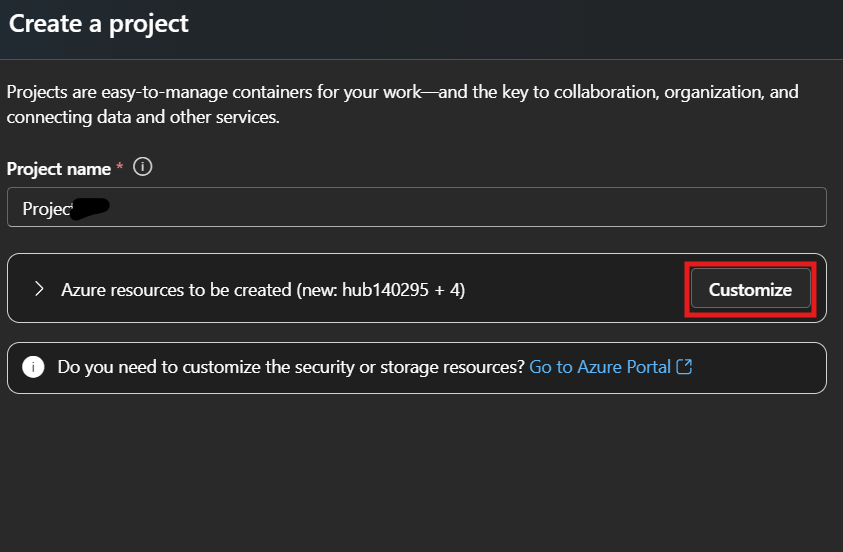 Create a project
Projects are easy-to-manage containers for your work—and the key to collaboration, organization, and
connecting data and other services.
Project name *
Azure resources to be created (new: hub140295 + 4)
Customize
Do you need to customize the security or storage resources? Go to Azure Portal